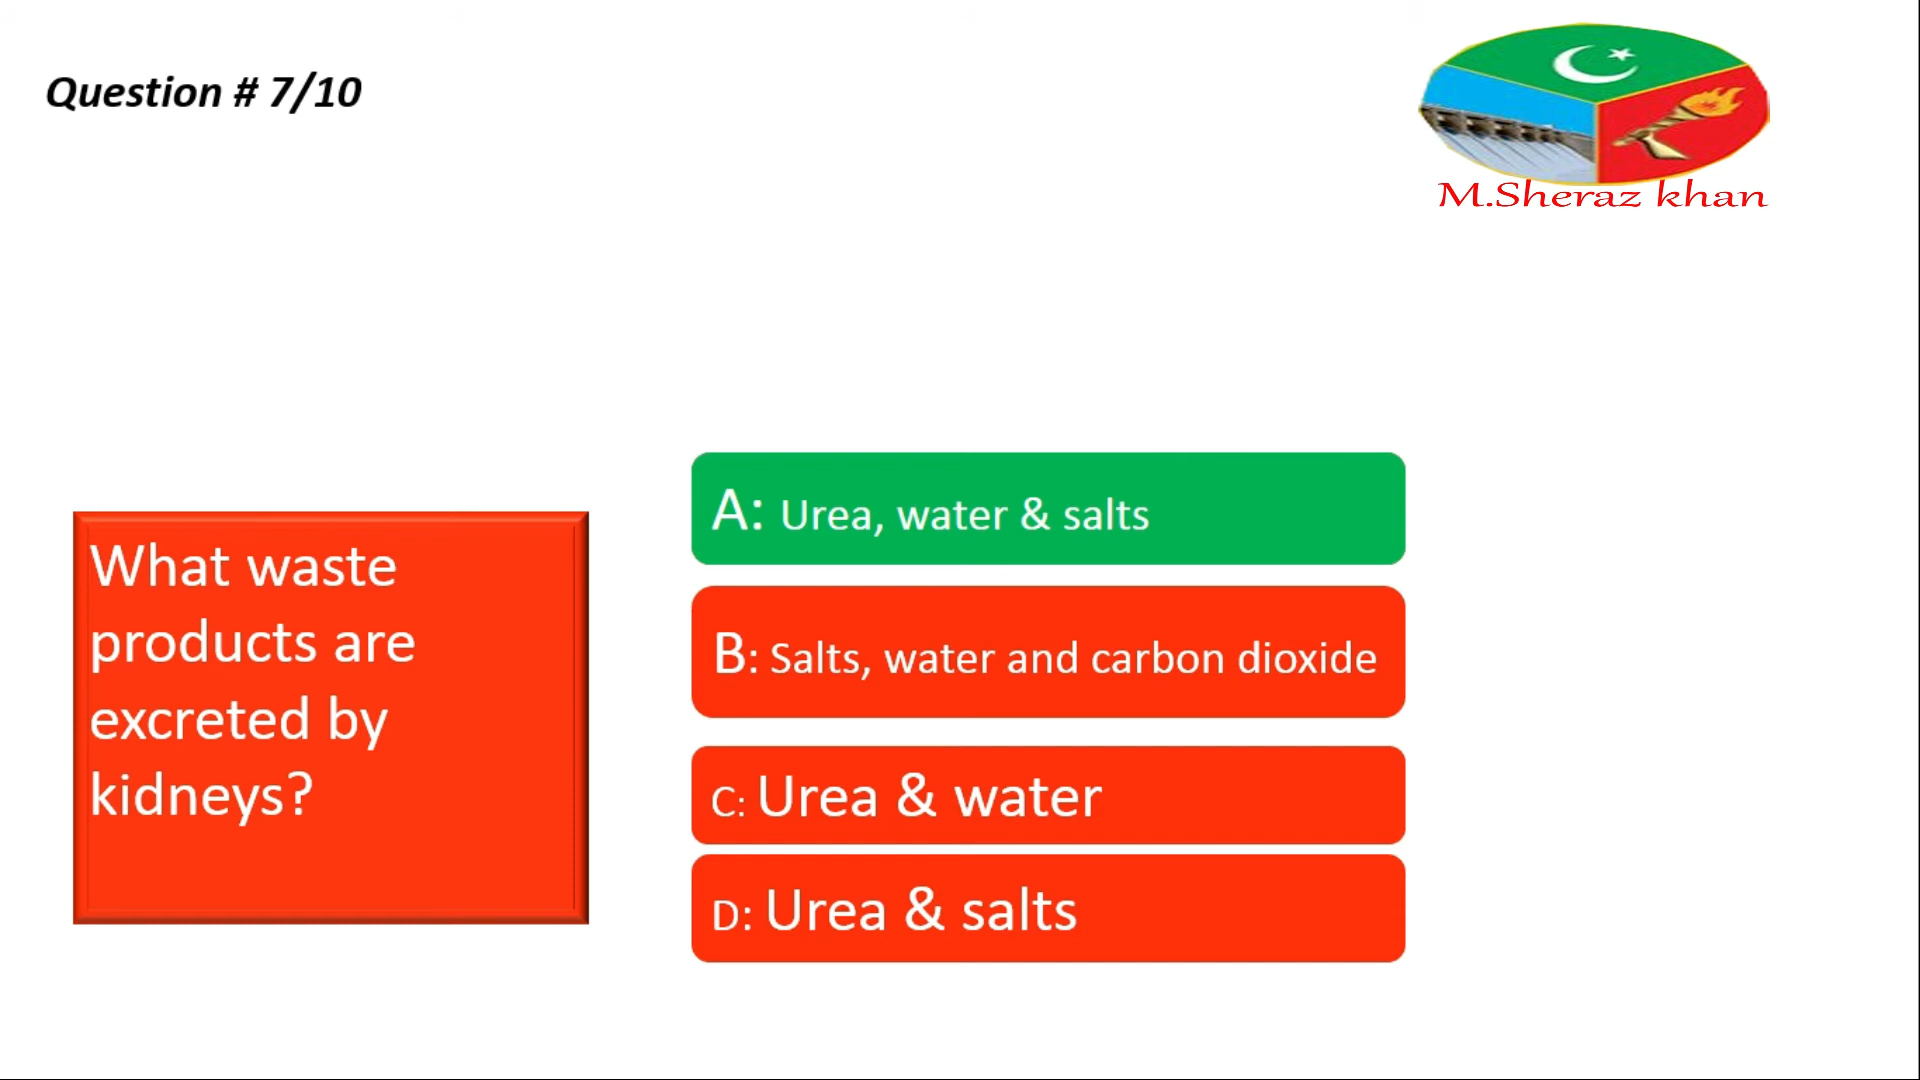 Question # 7/10
M.Sheraz khan
What waste
products are
excreted by
kidneys?
A: Urea, water & salts
B: Salts, water and carbon dioxide
C: Urea & water
D: Urea & salts